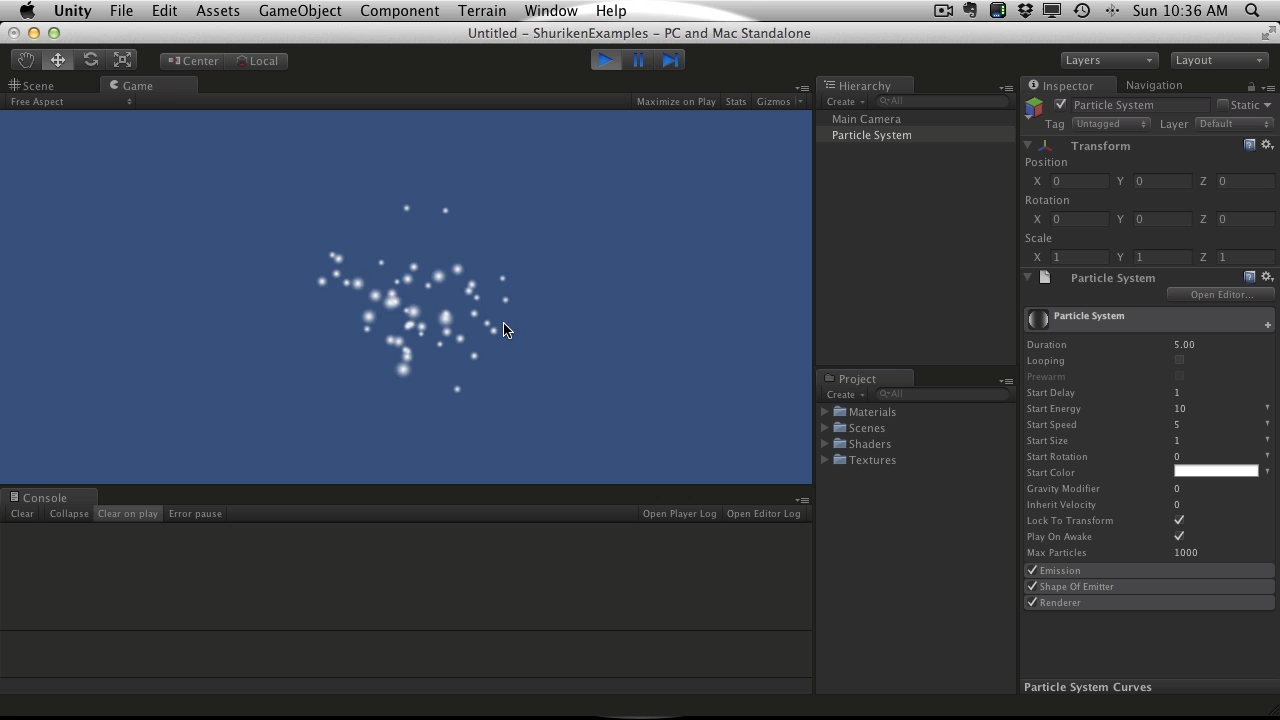 Unity File Edit Assets GameObject Component Terrain Window Help Sun 10:36 AM
Untitled – ShurikenExamples – PC and Mac Standalone
Center Local Layers Layout
Scene Game
Free Aspect Maximize on Play Stats Gizmos
Hierarchy
Create All
Main Camera
Particle System
Project
Create All
Materials
Scenes
Shaders
Textures
Inspector Navigation
Particle System Static
Tag Untagged Layer Default
Transform
Position
X 0 Y 0 Z 0
Rotation
X 0 Y 0 Z 0
Scale
X 1 Y 1 Z 1
Particle System
Open Editor...
Particle System
Duration 5.00
Looping
Prewarm
Start Delay 1
Start Energy 10
Start Speed 5
Start Size 1
Start Rotation 0
Start Color
Gravity Modifier 0
Inherit Velocity 0
Lock To Transform
Play On Awake
Max Particles 1000
Emission
Shape Of Emitter
Renderer
Particle System Curves
Console
Clear Collapse Clear on play Error pause Open Player Log Open Editor Log